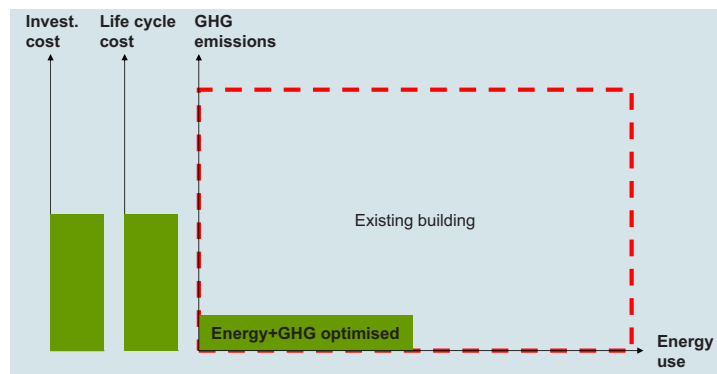 Invest.
cost
Life cycle
cost
GHG
emissions
Existing building
Energy+GHG optimised
Energy
use